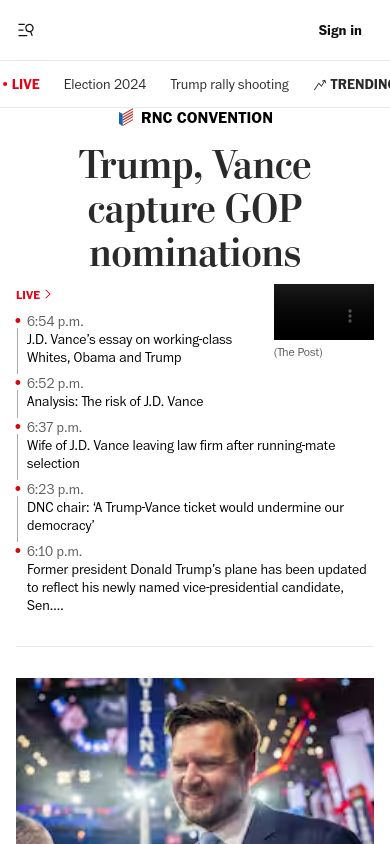 Sign in
LIVE Election 2024 Trump rally shooting TRENDING
RNC CONVENTION
Trump, Vance
capture GOP
nominations
LIVE
6:54 p.m.
J.D. Vance’s essay on working-class
Whites, Obama and Trump
6:52 p.m.
Analysis: The risk of J.D. Vance
6:37 p.m.
Wife of J.D. Vance leaving law firm after running-mate
selection
6:23 p.m.
DNC chair: ‘A Trump-Vance ticket would undermine our
democracy’
6:10 p.m.
Former president Donald Trump’s plane has been updated
to reflect his newly named vice-presidential candidate,
Sen....
(The Post)
UISIANA